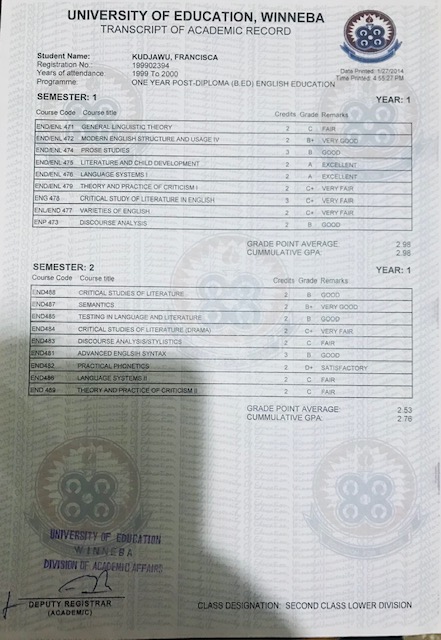 UNIVERSITY OF EDUCATION, WINNEBA
TRANSCRIPT OF ACADEMIC RECORD
Student Name: KUDJAWU, FRANCISCA
Registration No: 199902394
Years of attendance 1999 To 2000
Programme: ONE YEAR POST-DIPLOMA (B.ED) ENGLISH EDUCATION
Date Printed: 1/27/2014
Time Printed: 4:55:27 PM
SEMESTER: 1 YEAR: 1
Course Code Course title Credits Grade Remarks
END/ENL 471 GENERAL LINGUISTIC THEORY 2 C FAIR
END/ENL 472 MODERN ENGLISH STRUCTURE AND USAGE IV 2 B+ VERY GOOD
END/ENL 474 PROSE STUDIES 3 B GOOD
END/ENL 475 LITERATURE AND CHILD DEVELOPMENT 2 A EXCELLENT
END/ENL 476 LANGUAGE SYSTEMS I 2 A EXCELLENT
END/ENL 479 THEORY AND PRACTICE OF CRITICISM I 2 C+ VERY FAIR
ENG 478 CRITICAL STUDY OF LITERATURE IN ENGLISH 3 C+ VERY FAIR
ENL/END 477 VARIETIES OF ENGLISH 2 C+ VERY FAIR
ENP 473 DISCOURSE ANALYSIS 2 B GOOD
GRADE POINT AVERAGE 2.98
CUMMULATIVE GPA: 2.98
SEMESTER: 2 YEAR: 1
Course Code Course title Credits Grade Remarks
END488 CRITICAL STUDIES OF LITERATURE 2 B GOOD
END487 SEMANTICS 2 B+ VERY GOOD
END485 TESTING IN LANGUAGE AND LITERATURE 2 B GOOD
END484 CRITICAL STUDIES OF LITERATURE (DRAMA) 2 C+ VERY FAIR
END483 DISCOURSE ANALYSIS/STYLISTICS 2 C FAIR
END481 ADVANCED ENGLSIH SYNTAX 3 B GOOD
END482 PRACTICAL PHONETICS 2 D+ SATISFACTORY
END486 LANGUAGE SYSTEMS II 2 C FAIR
END 489 THEORY AND PRACTICE OF CRITICISM II 2 C FAIR
GRADE POINT AVERAGE: 2.53
CUMMULATIVE GPA: 2.76
UNIVERSITY OF EDUCATION
WINNEBA
DIVISION OF ACADEMIC AFFAIRS
DEPUTY REGISTRAR
(ACADEMIC)
CLASS DESIGNATION: SECOND CLASS LOWER DIVISION